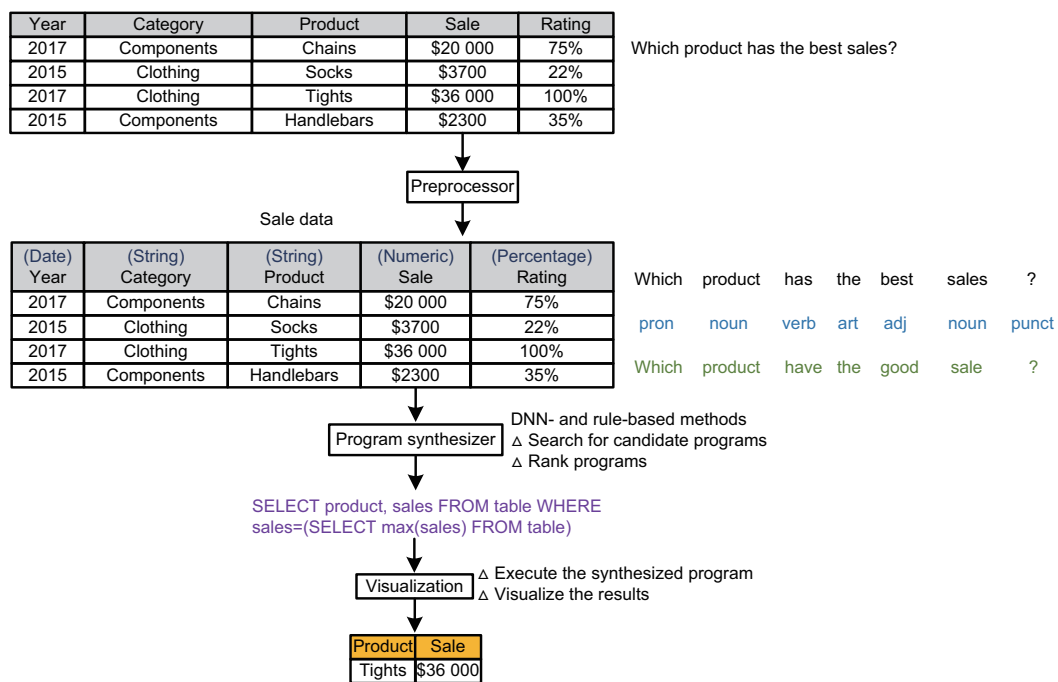 Year Category Product Sale Rating
2017 Components Chains $20 000 75%
2015 Clothing Socks $3700 22%
2017 Clothing Tights $36 000 100%
2015 Components Handlebars $2300 35%
Which product has the best sales?
Preprocessor
Sale data
(Date) (String) (String) (Numeric) (Percentage)
Year Category Product Sale Rating
2017 Components Chains $20 000 75%
2015 Clothing Socks $3700 22%
2017 Clothing Tights $36 000 100%
2015 Components Handlebars $2300 35%
Which product has the best sales ?
pron noun verb art adj noun punct
Which product have the good sale ?
Program synthesizer
DNN- and rule-based methods
△ Search for candidate programs
△ Rank programs
SELECT product, sales FROM table WHERE
sales=(SELECT max(sales) FROM table)
Visualization
△ Execute the synthesized program
△ Visualize the results
Product Sale
Tights $36 000